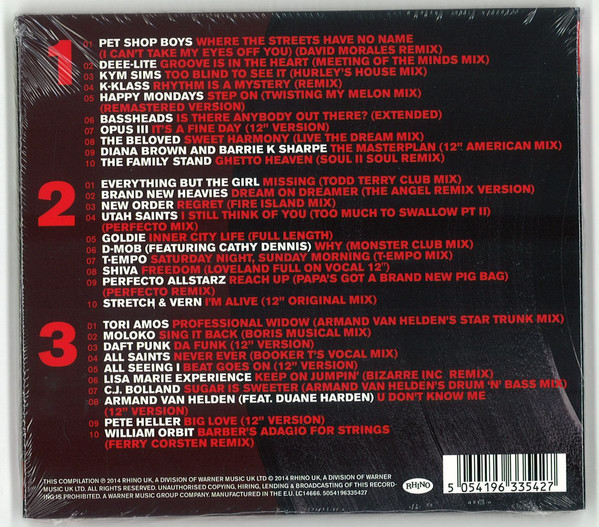 1
01 PET SHOP BOYS WHERE THE STREETS HAVE NO NAME
(I CAN'T TAKE MY EYES OFF YOU) (DAVID MORALES REMIX)
02 DEEE-LITE GROOVE IS IN THE HEART (MEETING OF THE MINDS MIX)
03 KYM SIMS TOO BLIND TO SEE IT (HURLEY'S HOUSE MIX)
04 K-KLASS RHYTHM IS A MYSTERY (REMIX)
05 HAPPY MONDAYS STEP ON (TWISTING MY MELON MIX)
(REMASTERED VERSION)
06 BASSHEADS IS THERE ANYBODY OUT THERE? (EXTENDED)
07 OPUS III IT'S A FINE DAY (12" VERSION)
08 THE BELOVED SWEET HARMONY (LIVE THE DREAM MIX)
09 DIANA BROWN AND BARRIE K SHARPE THE MASTERPLAN (12" AMERICAN MIX)
10 THE FAMILY STAND GHETTO HEAVEN (SOUL II SOUL REMIX)
2
01 EVERYTHING BUT THE GIRL MISSING (TODD TERRY CLUB MIX)
02 BRAND NEW HEAVIES DREAM ON DREAMER (THE ANGEL REMIX VERSION)
03 NEW ORDER REGRET (FIRE ISLAND MIX)
04 UTAH SAINTS I STILL THINK OF YOU (TOO MUCH TO SWALLOW PT II)
(PERFECTO MIX)
05 GOLDIE INNER CITY LIFE (FULL LENGTH)
06 D-MOB (FEATURING CATHY DENNIS) WHY (MONSTER CLUB MIX)
07 T-EMPO SATURDAY NIGHT, SUNDAY MORNING (T-EMPO MIX)
08 SHIVA FREEDOM (LOVELAND FULL ON VOCAL 12")
09 PERFECTO ALLSTARZ REACH UP (PAPA'S GOT A BRAND NEW PIG BAG)
(PERFECTO REMIX)
10 STRETCH & VERN I'M ALIVE (12" ORIGINAL MIX)
3
01 TORI AMOS PROFESSIONAL WIDOW (ARMAND VAN HELDEN'S STAR TRUNK MIX)
02 MOLOKO SING IT BACK (BORIS MUSICAL MIX)
03 DAFT PUNK DA FUNK (12" VERSION)
04 ALL SAINTS NEVER EVER (BOOKER T'S VOCAL MIX)
05 ALL SEEING I BEAT GOES ON (12" VERSION)
06 LISA MARIE EXPERIENCE KEEP ON JUMPIN' (BIZARRE INC REMIX)
07 C.J. BOLLAND SUGAR IS SWEETER (ARMAND VAN HELDEN'S DRUM 'N' BASS MIX)
08 ARMAND VAN HELDEN (FEAT. DUANE HARDEN) U DON'T KNOW ME
(12" VERSION)
09 PETE HELLER BIG LOVE (12" VERSION)
10 WILLIAM ORBIT BARBER'S ADAGIO FOR STRINGS
(FERRY CORSTEN REMIX)
THIS COMPILATION ℗ 2014 RHINO UK, A DIVISION OF WARNER MUSIC UK LTD © 2014 RHINO UK, A DIVISION OF WARNER
MUSIC UK LTD. ALL RIGHTS RESERVED. UNAUTHORISED COPYING, HIRING, LENDING & BROADCASTING OF THIS RECORD-
ING IS PROHIBITED. A WARNER MUSIC GROUP COMPANY. MANUFACTURED IN THE E.U. LC14666. 5054196335427
RHINO
5 054196 335427